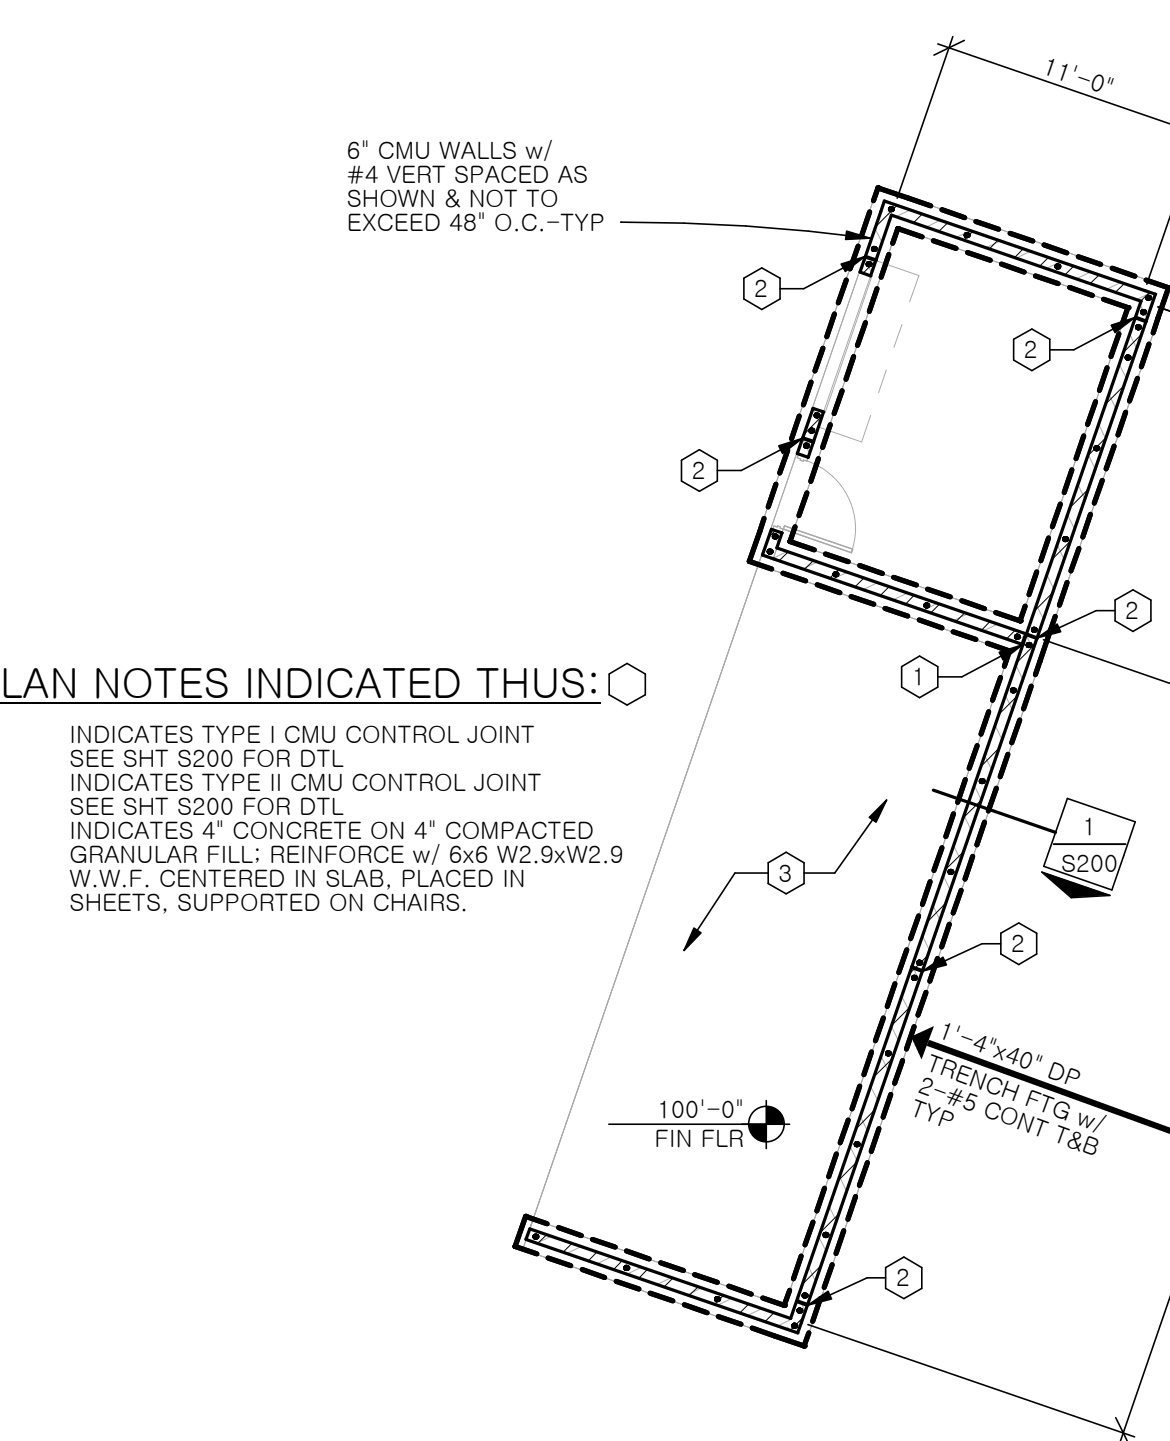 11'-0"
6" CMU WALLS w/
#4 VERT SPACED AS
SHOWN & NOT TO
EXCEED 48" O.C.-TYP
2
2
2
2
1
LAN NOTES INDICATED THUS:
INDICATES TYPE I CMU CONTROL JOINT
SEE SHT S200 FOR DTL
INDICATES TYPE II CMU CONTROL JOINT
SEE SHT S200 FOR DTL
INDICATES 4" CONCRETE ON 4" COMPACTED
GRANULAR FILL; REINFORCE w/ 6x6 W2.9xW2.9
W.W.F. CENTERED IN SLAB, PLACED IN
SHEETS, SUPPORTED ON CHAIRS.
1
S200
3
2
1'-4"x40" DP
TRENCH FTG w/
2-#5 CONT T&B
TYP
100'-0"
FIN FLR
2